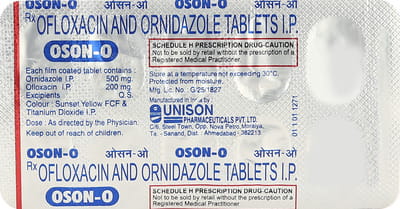 OSON-O ओसन-ओ OSON-O ओसन-ओ
Rx OFLOXACIN AND ORNIDAZOLE TABLETS I.P.
OSON-O
SCHEDULE H PRESCRIPTION DRUG-CAUTION
Not to be sold by retail without the prescription of a
Registered Medical Practitioner.
Each film coated tablet contains :
Ornidazole I.P. 500 mg.
Ofloxacin I.P. 200 mg.
Excipients Q.S.
Colour : Sunset Yellow FCF &
Titanium Dioxide I.P.
Dose : As directed by the Physician.
Keep out of reach of children.
Store at a temperature not exceeding 30°C.
Protected from moisture.
Mfg. Lic. No.: G/25/1827
Manufactured in India by
UNISON
PHARMACEUTICALS PVT. LTD.
C/6, Steel Town, Opp. Nova Petro, Moraiya,
Ta. - Sanand, Dist.: Ahmedabad - 382213
011 011271
OSON-O ओसन-ओ OSON-O ओसन-ओ
Rx OFLOXACIN AND ORNIDAZOLE TABLETS I.P.
OSON-O
SCHEDULE H PRESCRIPTION DRUG-CAUTION
Not to be sold by retail without the prescription of a
Registered Medical Practitioner.